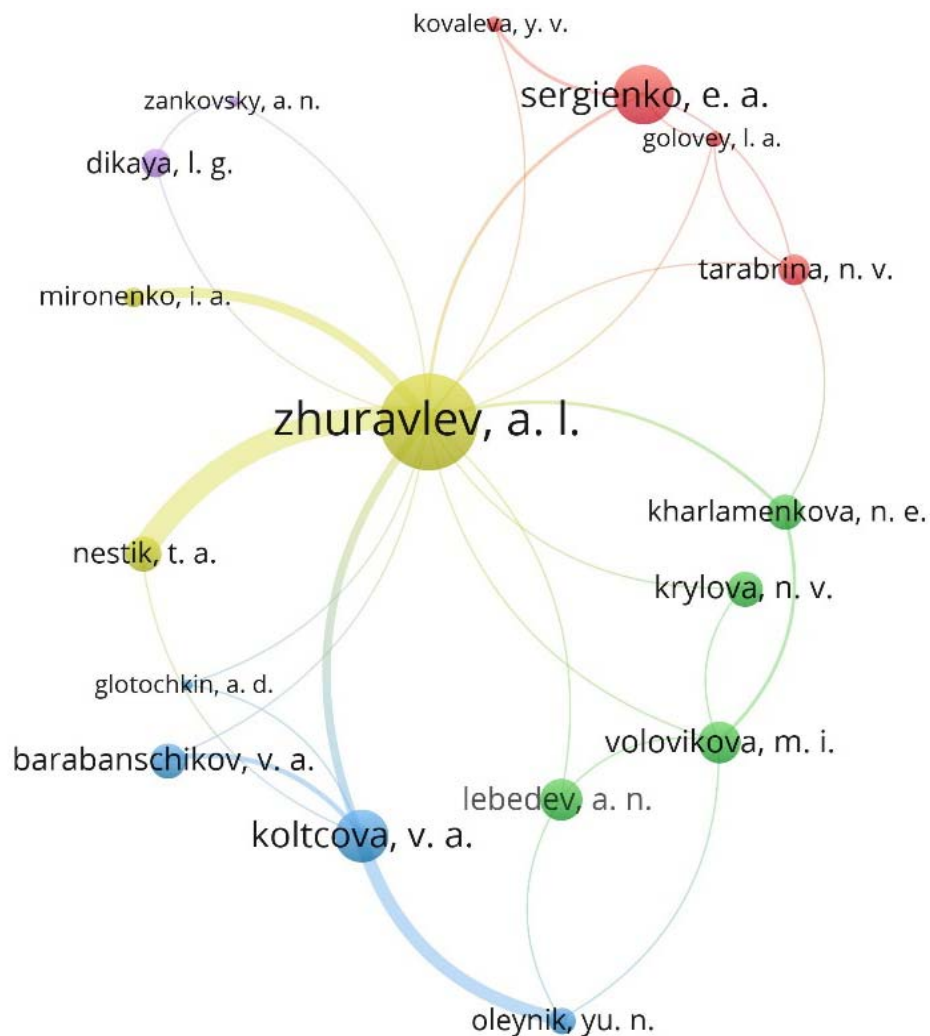 kovaleva, y. v.
sergienko, e. a.
zankovsky, a. n.
golovey, l. a.
dikaya, l. g.
tarabrina, n. v.
mironenko, i. a.
zhuravlev, a. l.
kharlamenkova, n. e.
nestik, t. a.
krylova, n. v.
glotochkin, a. d.
volovikova, m. i.
barabanschikov, v. a.
lebedev, a. n.
koltcova, v. a.
oleynik, yu. n.